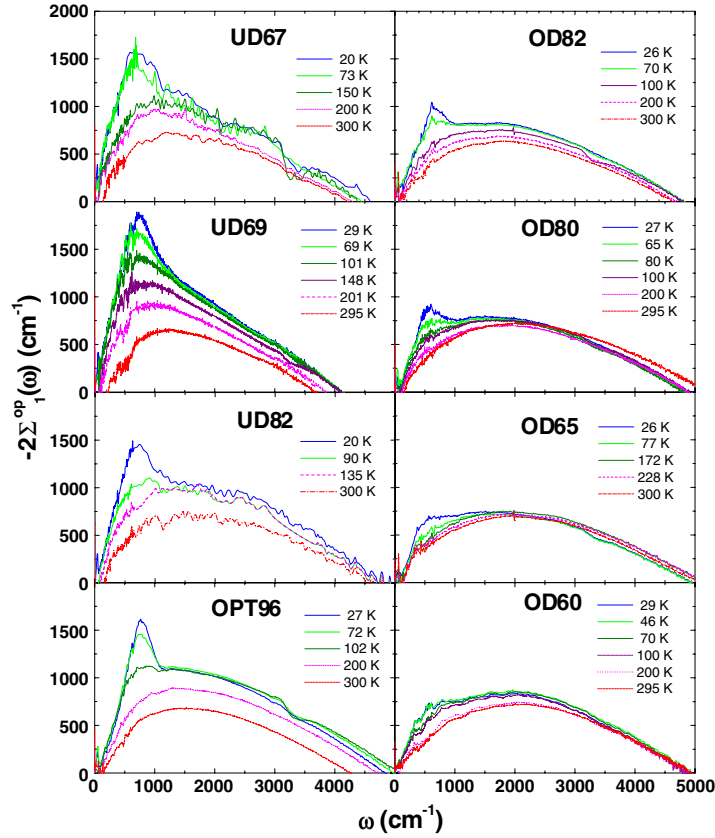 -2Σ₁ᵒᵖ(ω) (cm⁻¹)
2000
1500
1000
500
0
UD67
20 K
73 K
150 K
200 K
300 K
OD82
26 K
70 K
100 K
200 K
300 K
1500
1000
500
0
UD69
29 K
69 K
101 K
148 K
201 K
295 K
OD80
27 K
65 K
80 K
100 K
200 K
295 K
1500
1000
500
0
UD82
20 K
90 K
135 K
300 K
OD65
26 K
77 K
172 K
228 K
300 K
1500
1000
500
0
OPT96
27 K
72 K
102 K
200 K
300 K
OD60
29 K
46 K
70 K
100 K
200 K
295 K
0 1000 2000 3000 4000 0 1000 2000 3000 4000 5000
ω (cm⁻¹)